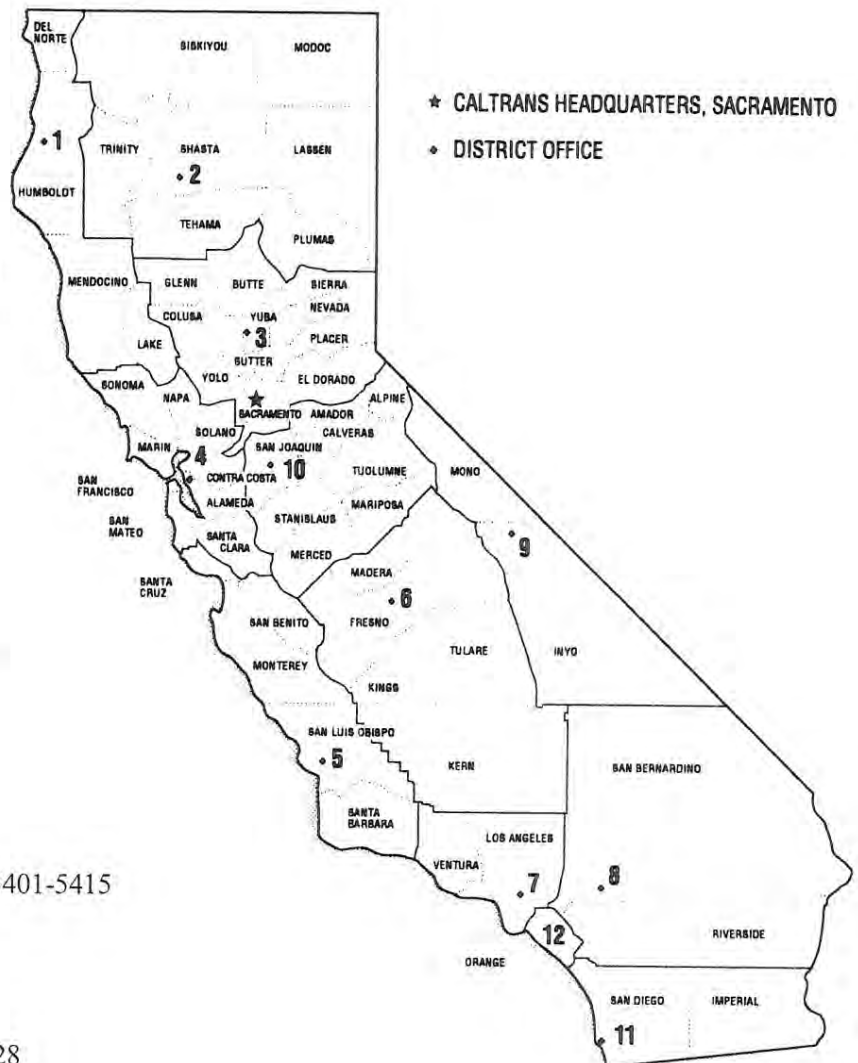 DEL
NORTE
SISKIYOU
MODOC
★ CALTRANS HEADQUARTERS, SACRAMENTO
DISTRICT OFFICE
1
TRINITY
SHASTA
LASSEN
2
HUMBOLOT
TEHAMA
PLUMAS
MENDOCINO
GLENN
BUTTE
SIERRA
NEVADA
COLUSA
YUBA
3
PLACER
LAKE
SUTTER
YOLO
EL DORADO
SONOMA
NAPA
ALPINE
SACRAMENTO
AMADOR
SOLANO
CALVERAS
MARIN
4
SAN JOAQUIN
10
TUOLUMNE
MONO
CONTRA COSTA
SAN
FRANCISCO
ALAMEDA
MARIPOSA
STANISLAUS
SAN
MATEO
SANTA
CLARA
9
MERCED
SANTA
CRUZ
MADERA
6
SAN BENITO
FRESNO
TULARE
INYO
MONTEREY
KINGS
SAN LUIS OBISPO
5
KERN
SAN BERNARDINO
SANTA
BARBARA
LOS ANGELES
VENTURA
401-5415
7
8
12
RIVERSIDE
ORANGE
SAN DIEGO
IMPERIAL
11
28